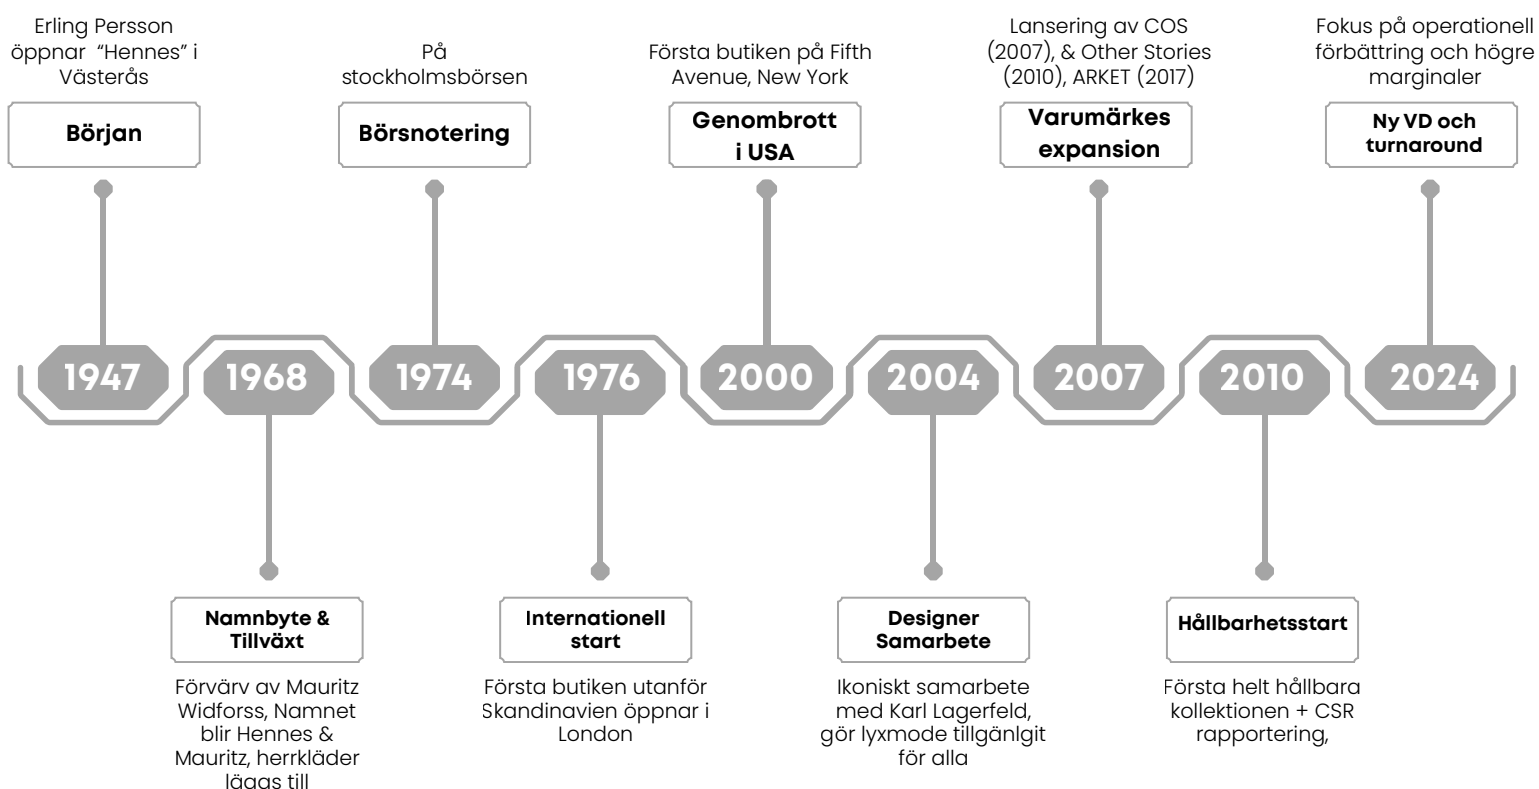 Erling Persson
öppnar “Hennes” i
Västerås
Början
På
stockholmsbörsen
Börsnotering
Första butiken på Fifth
Avenue, New York
Genombrott
i USA
Lansering av COS
(2007), & Other Stories
(2010), ARKET (2017)
Varumärkes
expansion
Fokus på operationell
förbättring och högre
marginaler
Ny VD och
turnaround
1947
1968
1974
1976
2000
2004
2007
2010
2024
Namnbyte &
Tillväxt
Förvärv av Mauritz
Widforss, Namnet
blir Hennes &
Mauritz, herrkläder
läggs till
Internationell
start
Första butiken utanför
Skandinavien öppnar i
London
Designer
Samarbete
Ikoniskt samarbete
med Karl Lagerfeld,
gör lyxmode tillgänlgit
för alla
Hållbarhetsstart
Första helt hållbara
kollektionen + CSR
rapportering,